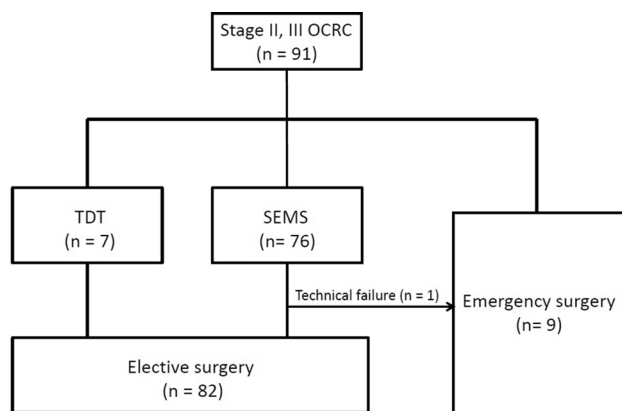 Stage II, III OCRC
(n = 91)
TDT
(n = 7)
SEMS
(n= 76)
Technical failure (n = 1)
Emergency surgery
(n= 9)
Elective surgery
(n = 82)